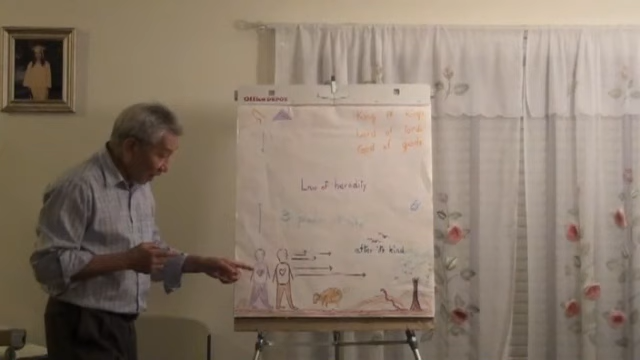 Office DEPOT
King of kings
Lord of lords
God of gods
Law of heredity
after its kind